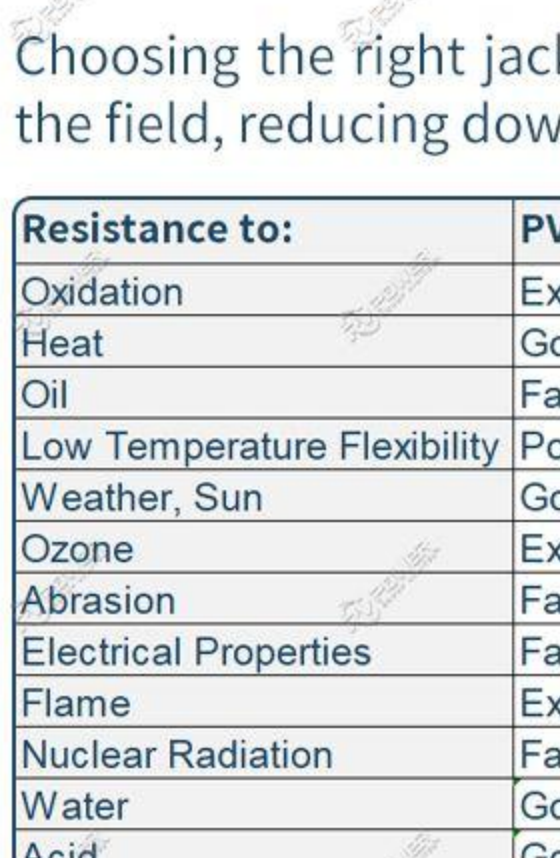 Choosing the right jac
the field, reducing dow
Resistance to: PV
Oxidation Ex
Heat Go
Oil Fa
Low Temperature Flexibility Po
Weather, Sun Go
Ozone Ex
Abrasion Fa
Electrical Properties Fa
Flame Ex
Nuclear Radiation Fa
Water Go
Acid Go